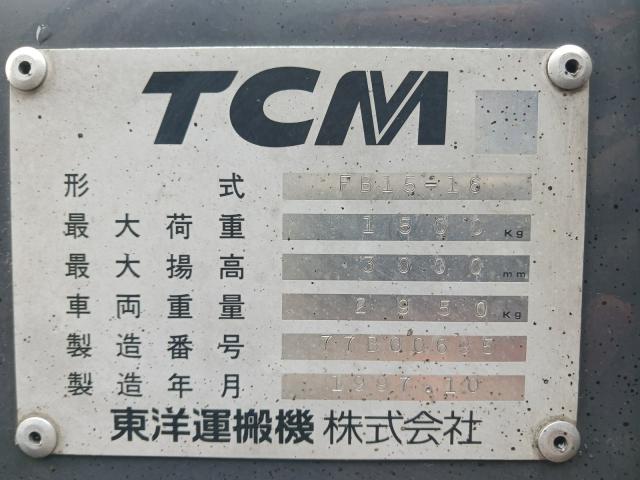 TCM
形式 FB15-16
最大荷重 1500 Kg
最大揚高 3000 mm
車両重量 2950 Kg
製造番号
製造年月 1997.10
東洋運搬機株式会社